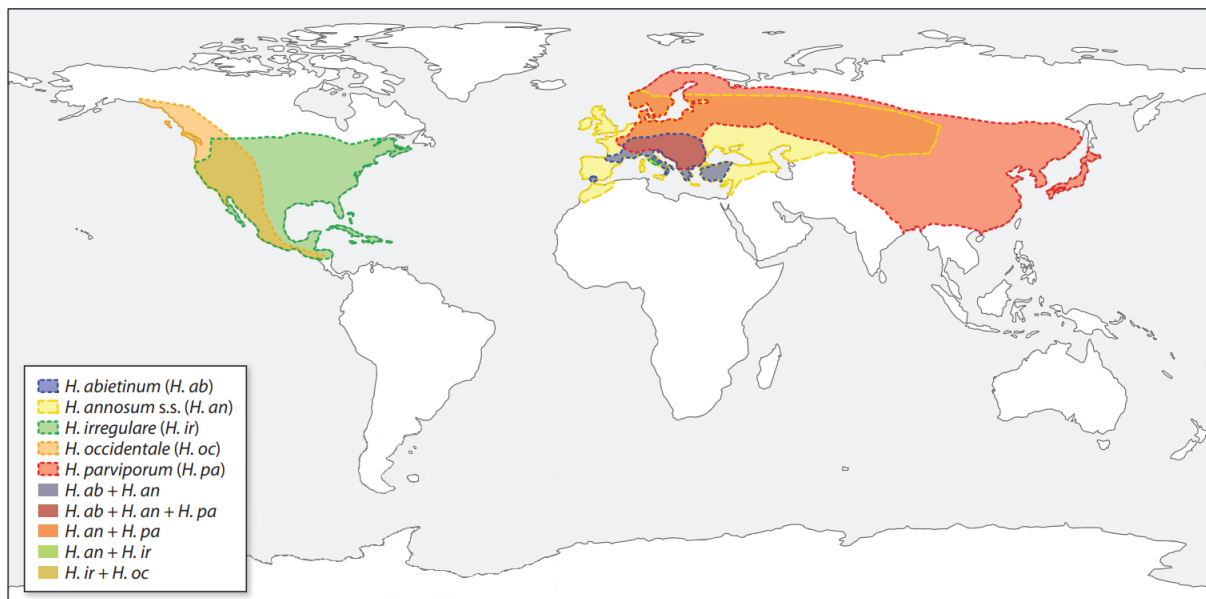 H. abietinum (H. ab)
H. annosum s.s. (H. an)
H. irregulare (H. ir)
H. occidentale (H. oc)
H. parviporum (H. pa)
H. ab + H. an
H. ab + H. an + H. pa
H. an + H. pa
H. an + H. ir
H. ir + H. oc